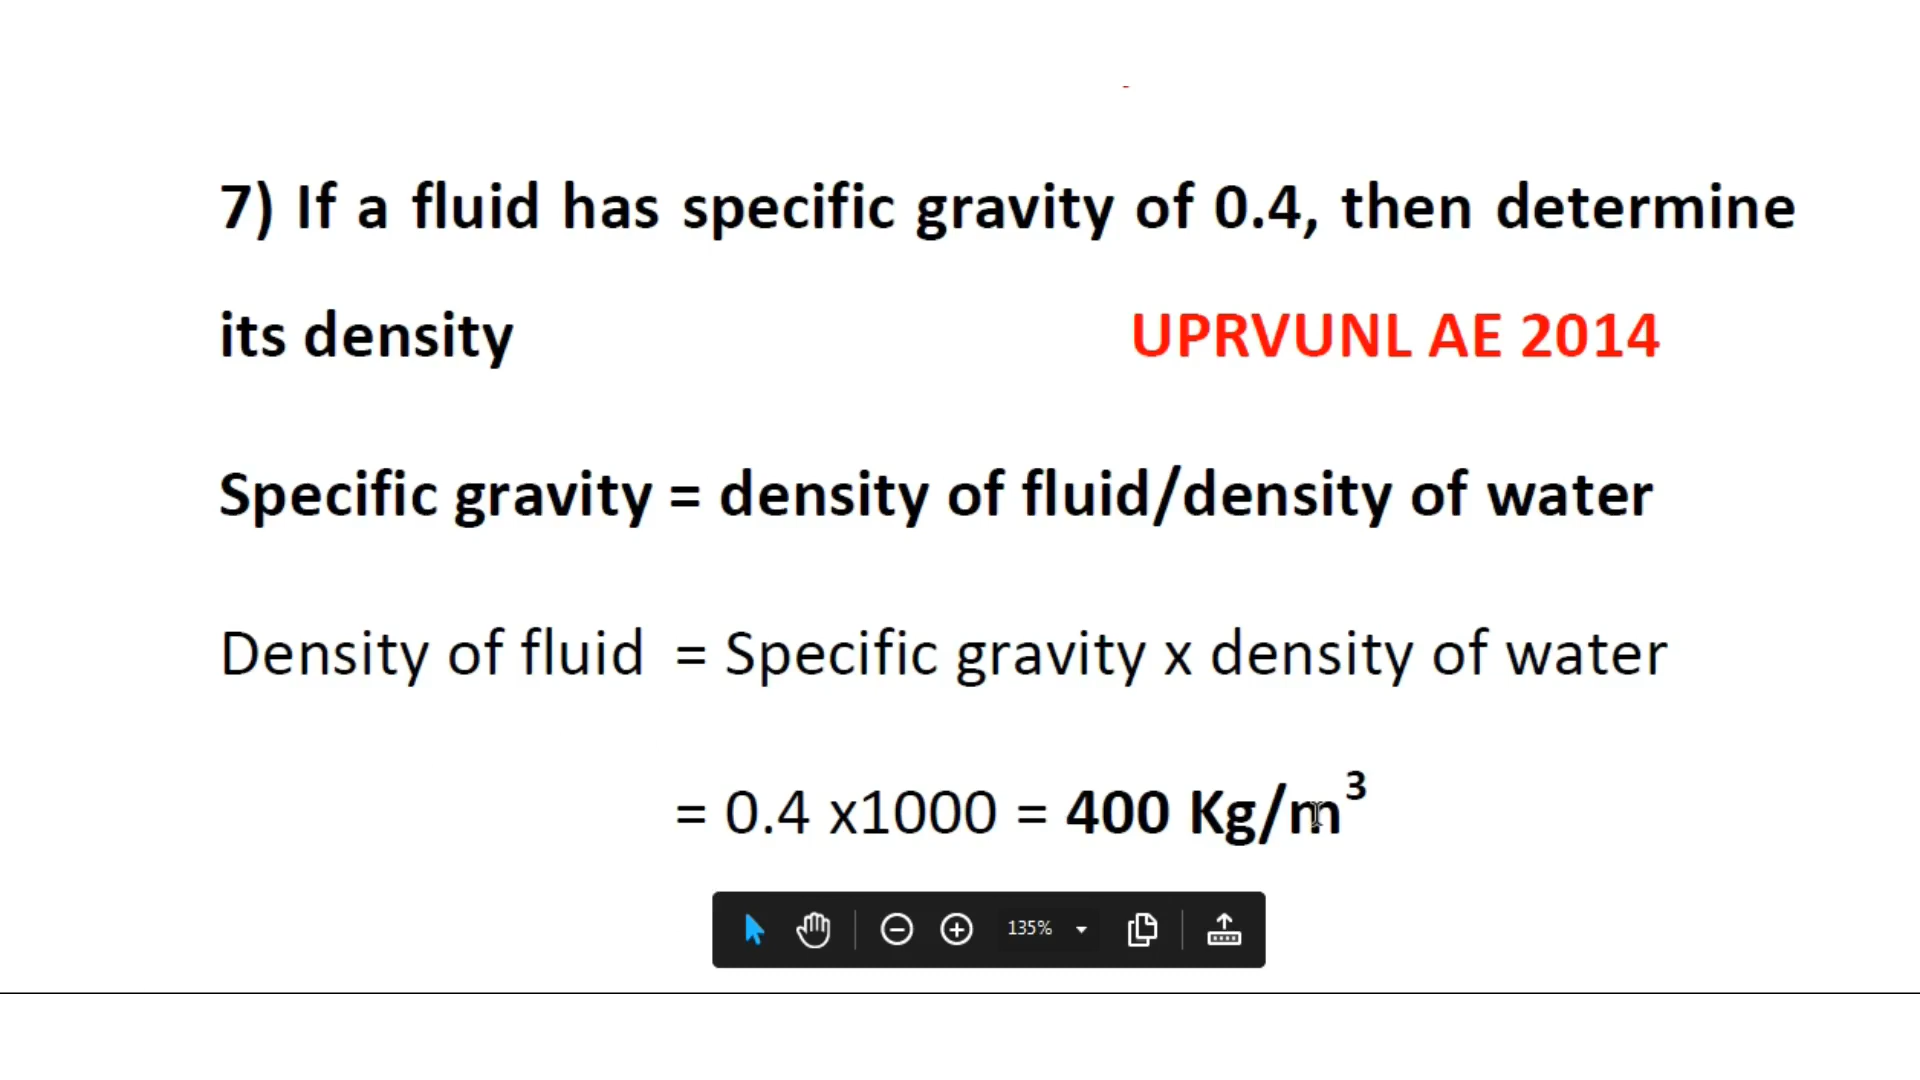 7) If a fluid has specific gravity of 0.4, then determine
its density UPRVUNL AE 2014
Specific gravity = density of fluid/density of water
Density of fluid = Specific gravity x density of water
= 0.4 x1000 = 400 Kg/m³
135%